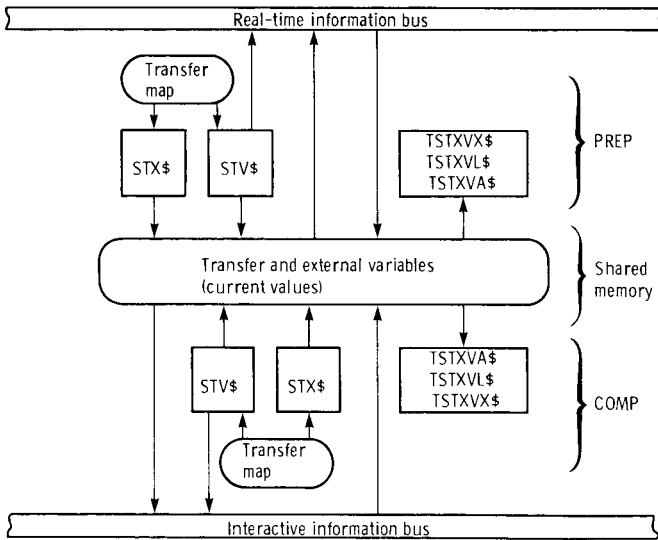 Real-time information bus
Transfer
map
STX$
STV$
TSTXVX$
TSTXVL$
TSTXVA$
PREP
Transfer and external variables
(current values)
Shared
memory
STV$
STX$
TSTXVA$
TSTXVL$
TSTXVX$
COMP
Transfer
map
Interactive information bus